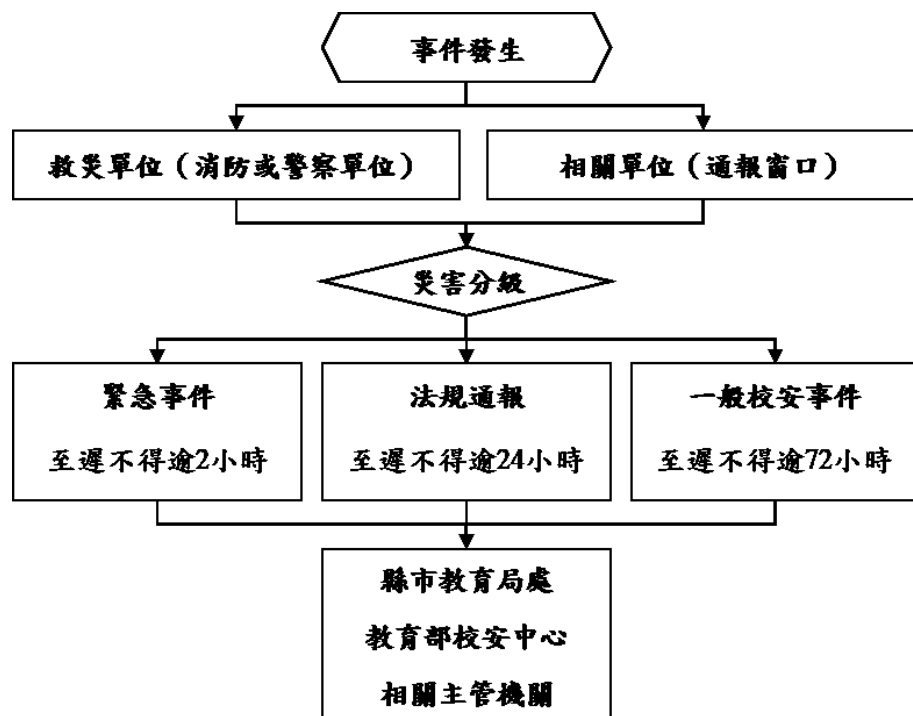 事件發生
救災單位（消防或警察單位）
相關單位（通報窗口）
災害分級
緊急事件
至遲不得逾2小時
法規通報
至遲不得逾24小時
一般校安事件
至遲不得逾72小時
縣市教育局處
教育部校安中心
相關主管機關